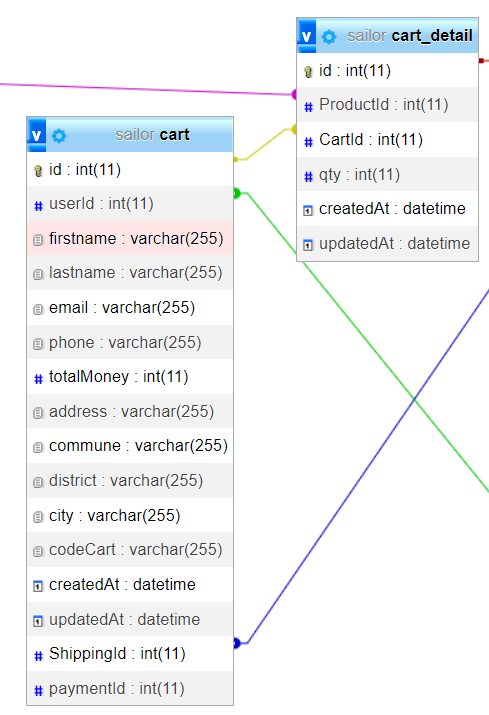 v sailor cart_detail
id : int(11)
ProductId : int(11)
CartId : int(11)
qty : int(11)
createdAt : datetime
updatedAt : datetime
v sailor cart
id : int(11)
# userId : int(11)
firstname : varchar(255)
lastname : varchar(255)
email : varchar(255)
phone : varchar(255)
# totalMoney : int(11)
address : varchar(255)
commune : varchar(255)
district : varchar(255)
city : varchar(255)
codeCart : varchar(255)
createdAt : datetime
updatedAt : datetime
# ShippingId : int(11)
# paymentId : int(11)